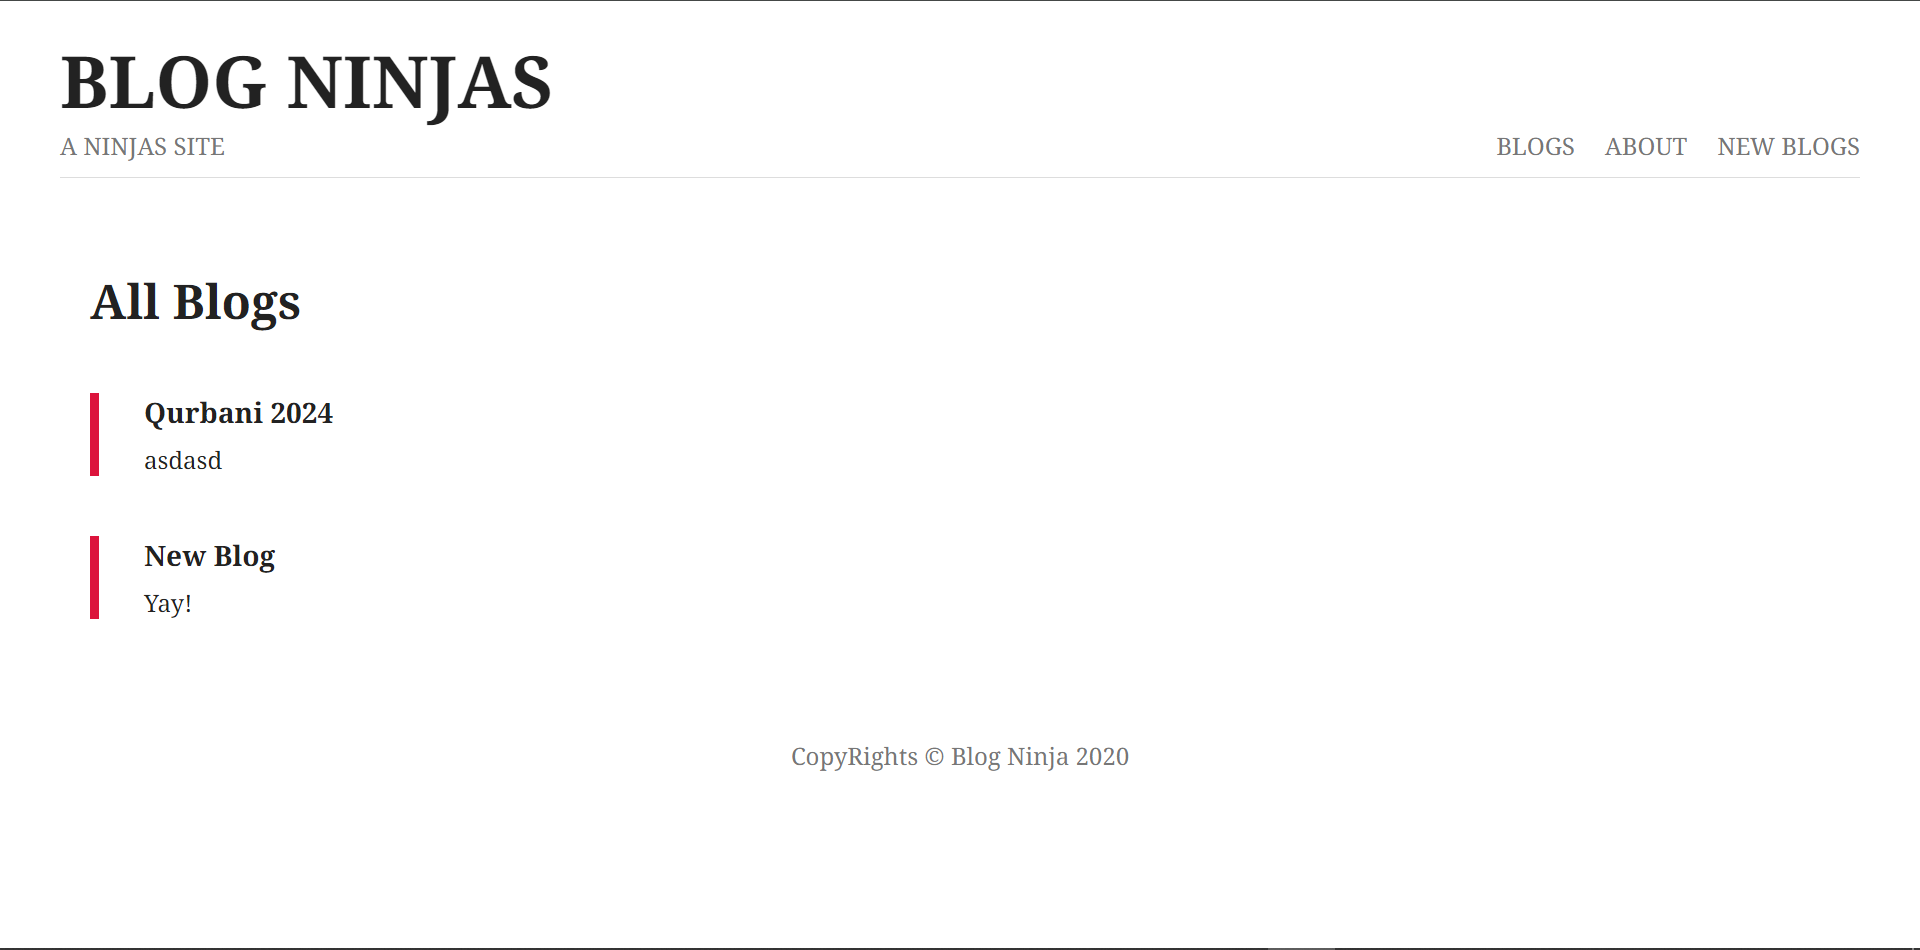 BLOG NINJAS
A NINJAS SITE
BLOGS ABOUT NEW BLOGS
All Blogs
Qurbani 2024
asdasd
New Blog
Yay!
CopyRights © Blog Ninja 2020